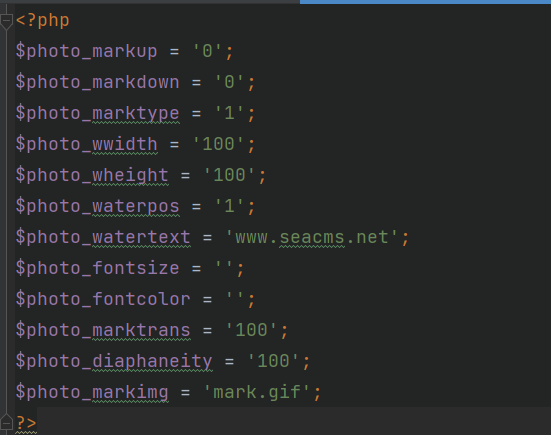 <?php
$photo_markup = '0';
$photo_markdown = '0';
$photo_marktype = '1';
$photo_wwidth = '100';
$photo_wheight = '100';
$photo_waterpos = '1';
$photo_watertext = 'www.seacms.net';
$photo_fontsize = '';
$photo_fontcolor = '';
$photo_marktrans = '100';
$photo_diaphaneity = '100';
$photo_markimg = 'mark.gif';
?>